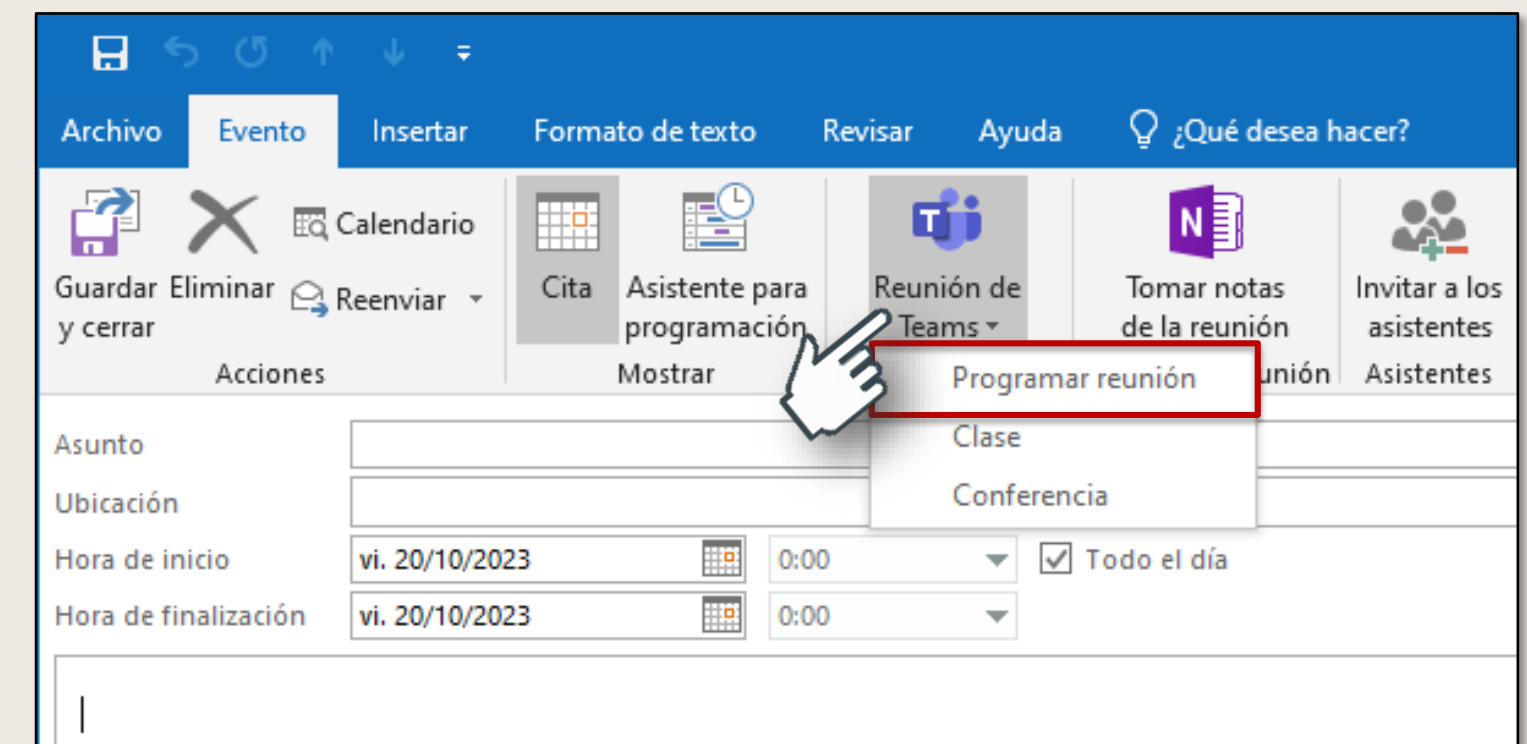 Archivo Evento Insertar Formato de texto Revisar Ayuda ¿Qué desea hacer?
Guardar y cerrar
Eliminar
Calendario
Reenviar
Acciones
Cita
Asistente para programación
Mostrar
Reunión de Teams
Tomar notas de la reunión
unión
Invitar a los asistentes
Asistentes
Programar reunión
Clase
Conferencia
Asunto
Ubicación
Hora de inicio vi. 20/10/2023 0:00 Todo el día
Hora de finalización vi. 20/10/2023 0:00